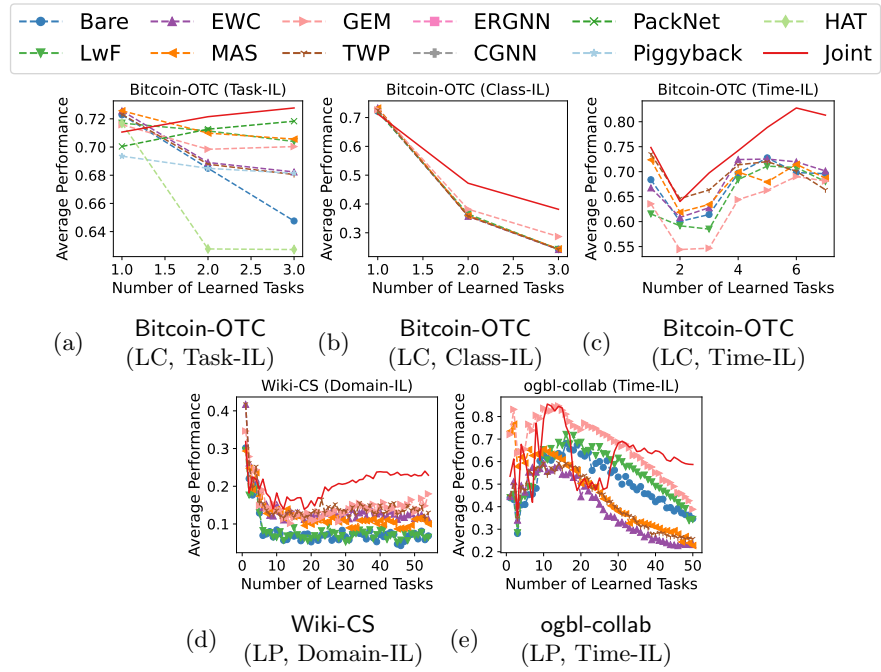 Bare EWC GEM ERGNN PackNet HAT
LwF MAS TWP CGNN Piggyback Joint
Bitcoin-OTC (Task-IL)
Average Performance
0.72
0.70
0.68
0.66
0.64
1.0 1.5 2.0 2.5 3.0
Number of Learned Tasks
(a) Bitcoin-OTC
(LC, Task-IL)
Bitcoin-OTC (Class-IL)
Average Performance
0.7
0.6
0.5
0.4
0.3
1.0 1.5 2.0 2.5 3.0
Number of Learned Tasks
(b) Bitcoin-OTC
(LC, Class-IL)
Bitcoin-OTC (Time-IL)
Average Performance
0.80
0.75
0.70
0.65
0.60
0.55
2 4 6
Number of Learned Tasks
(c) Bitcoin-OTC
(LC, Time-IL)
Wiki-CS (Domain-IL)
Average Performance
0.4
0.3
0.2
0.1
0 10 20 30 40 50
Number of Learned Tasks
(d) Wiki-CS
(LP, Domain-IL)
ogbl-collab (Time-IL)
Average Performance
0.8
0.7
0.6
0.5
0.4
0.3
0.2
0 10 20 30 40 50
Number of Learned Tasks
(e) ogbl-collab
(LP, Time-IL)